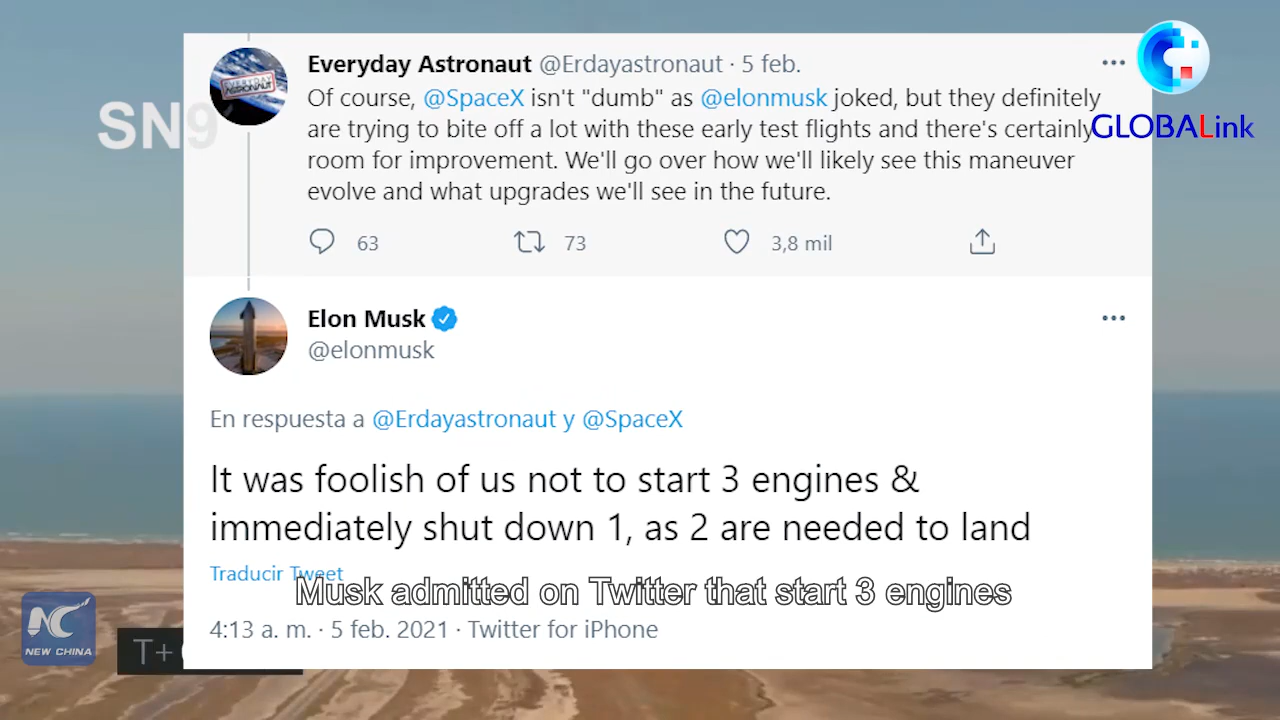 Everyday Astronaut @Erdayastronaut · 5 feb.
SN9
Of course, @SpaceX isn't "dumb" as @elonmusk joked, but they definitely
are trying to bite off a lot with these early test flights and there's certainly
room for improvement. We'll go over how we'll likely see this maneuver
evolve and what upgrades we'll see in the future.
GLOBALink
63 73 3,8 mil
Elon Musk
@elonmusk
En respuesta a @Erdayastronaut y @SpaceX
It was foolish of us not to start 3 engines &
immediately shut down 1, as 2 are needed to land
Traducir Tweet
Musk admitted on Twitter that start 3 engines
4:13 a. m. · 5 feb. 2021 · Twitter for iPhone
NC
NEW CHINA
T+